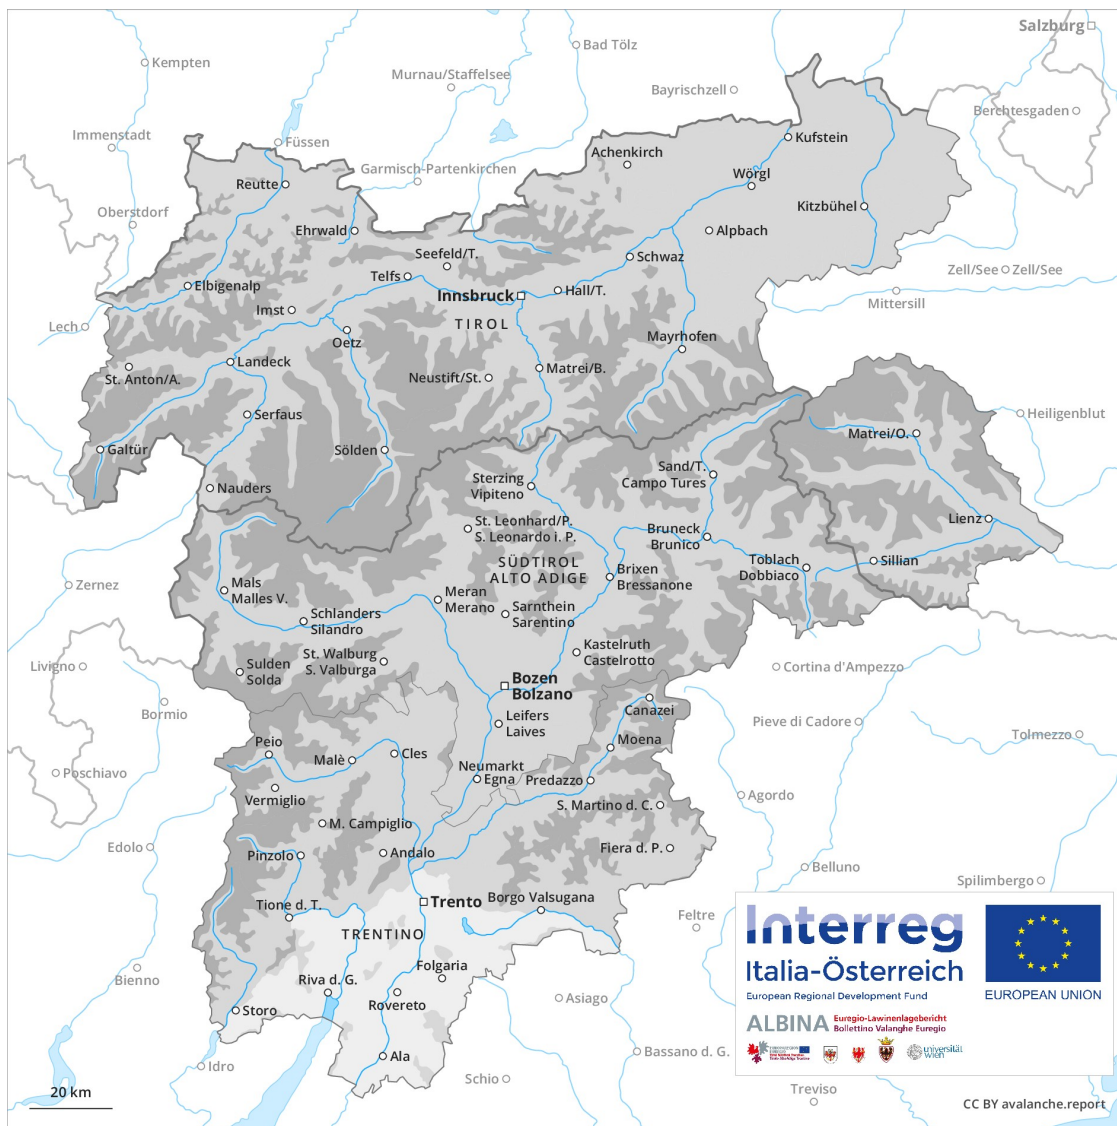 Salzburg
Kempten
Bad Tölz
Murnau/Staffelsee
Bayrischzell
Berchtesgaden
Immenstadt
Füssen
Kufstein
Achenkirch
Garmisch-Partenkirchen
Wörgl
Reutte
Oberstdorf
Kitzbühel
Ehrwald
Alpbach
Seefeld/T.
Schwaz
Telfs
Zell/See
Zell/See
Elbigenalp
Innsbruck
Hall/T.
Mittersill
Imst
TIROL
Lech
Oetz
Mayrhofen
Landeck
Matrei/B.
St. Anton/A.
Neustift/St.
Serfaus
Heiligenblut
Matrei/O.
Galtür
Sölden
Sand/T.
Campo Tures
Sterzing
Vipiteno
Nauders
St. Leonhard/P.
S. Leonardo i. P.
Lienz
Bruneck
Brunico
SÜDTIROL
ALTO ADIGE
Toblach
Dobbiaco
Sillian
Brixen
Bressanone
Zernez
Mals
Malles V.
Meran
Merano
Sarnthein
Sarentino
Schlanders
Silandro
Kastelruth
Castelrotto
St. Walburg
S. Valburga
Livigno
Sulden
Solda
Cortina d'Ampezzo
Bozen
Bolzano
Bormio
Canazei
Leifers
Laives
Pieve di Cadore
Tolmezzo
Peio
Cles
Moena
Malè
Poschiavo
Neumarkt
Egna
Predazzo
Vermiglio
Agordo
S. Martino d. C.
M. Campiglio
Edolo
Pinzolo
Andalo
Fiera d. P.
Belluno
Spilimbergo
Tione d. T.
Trento
Borgo Valsugana
Feltre
TRENTINO
Bienno
Folgaria
Riva d. G.
Rovereto
Asiago
Storo
Ala
Bassano d. G.
Idro
Schio
Treviso
20 km
Interreg
Italia-Österreich
European Regional Development Fund
EUROPEAN UNION
ALBINA
Euregio-Lawinenlagebericht
Bollettino Valanghe Euregio
universität
wien
CC BY avalanche.report